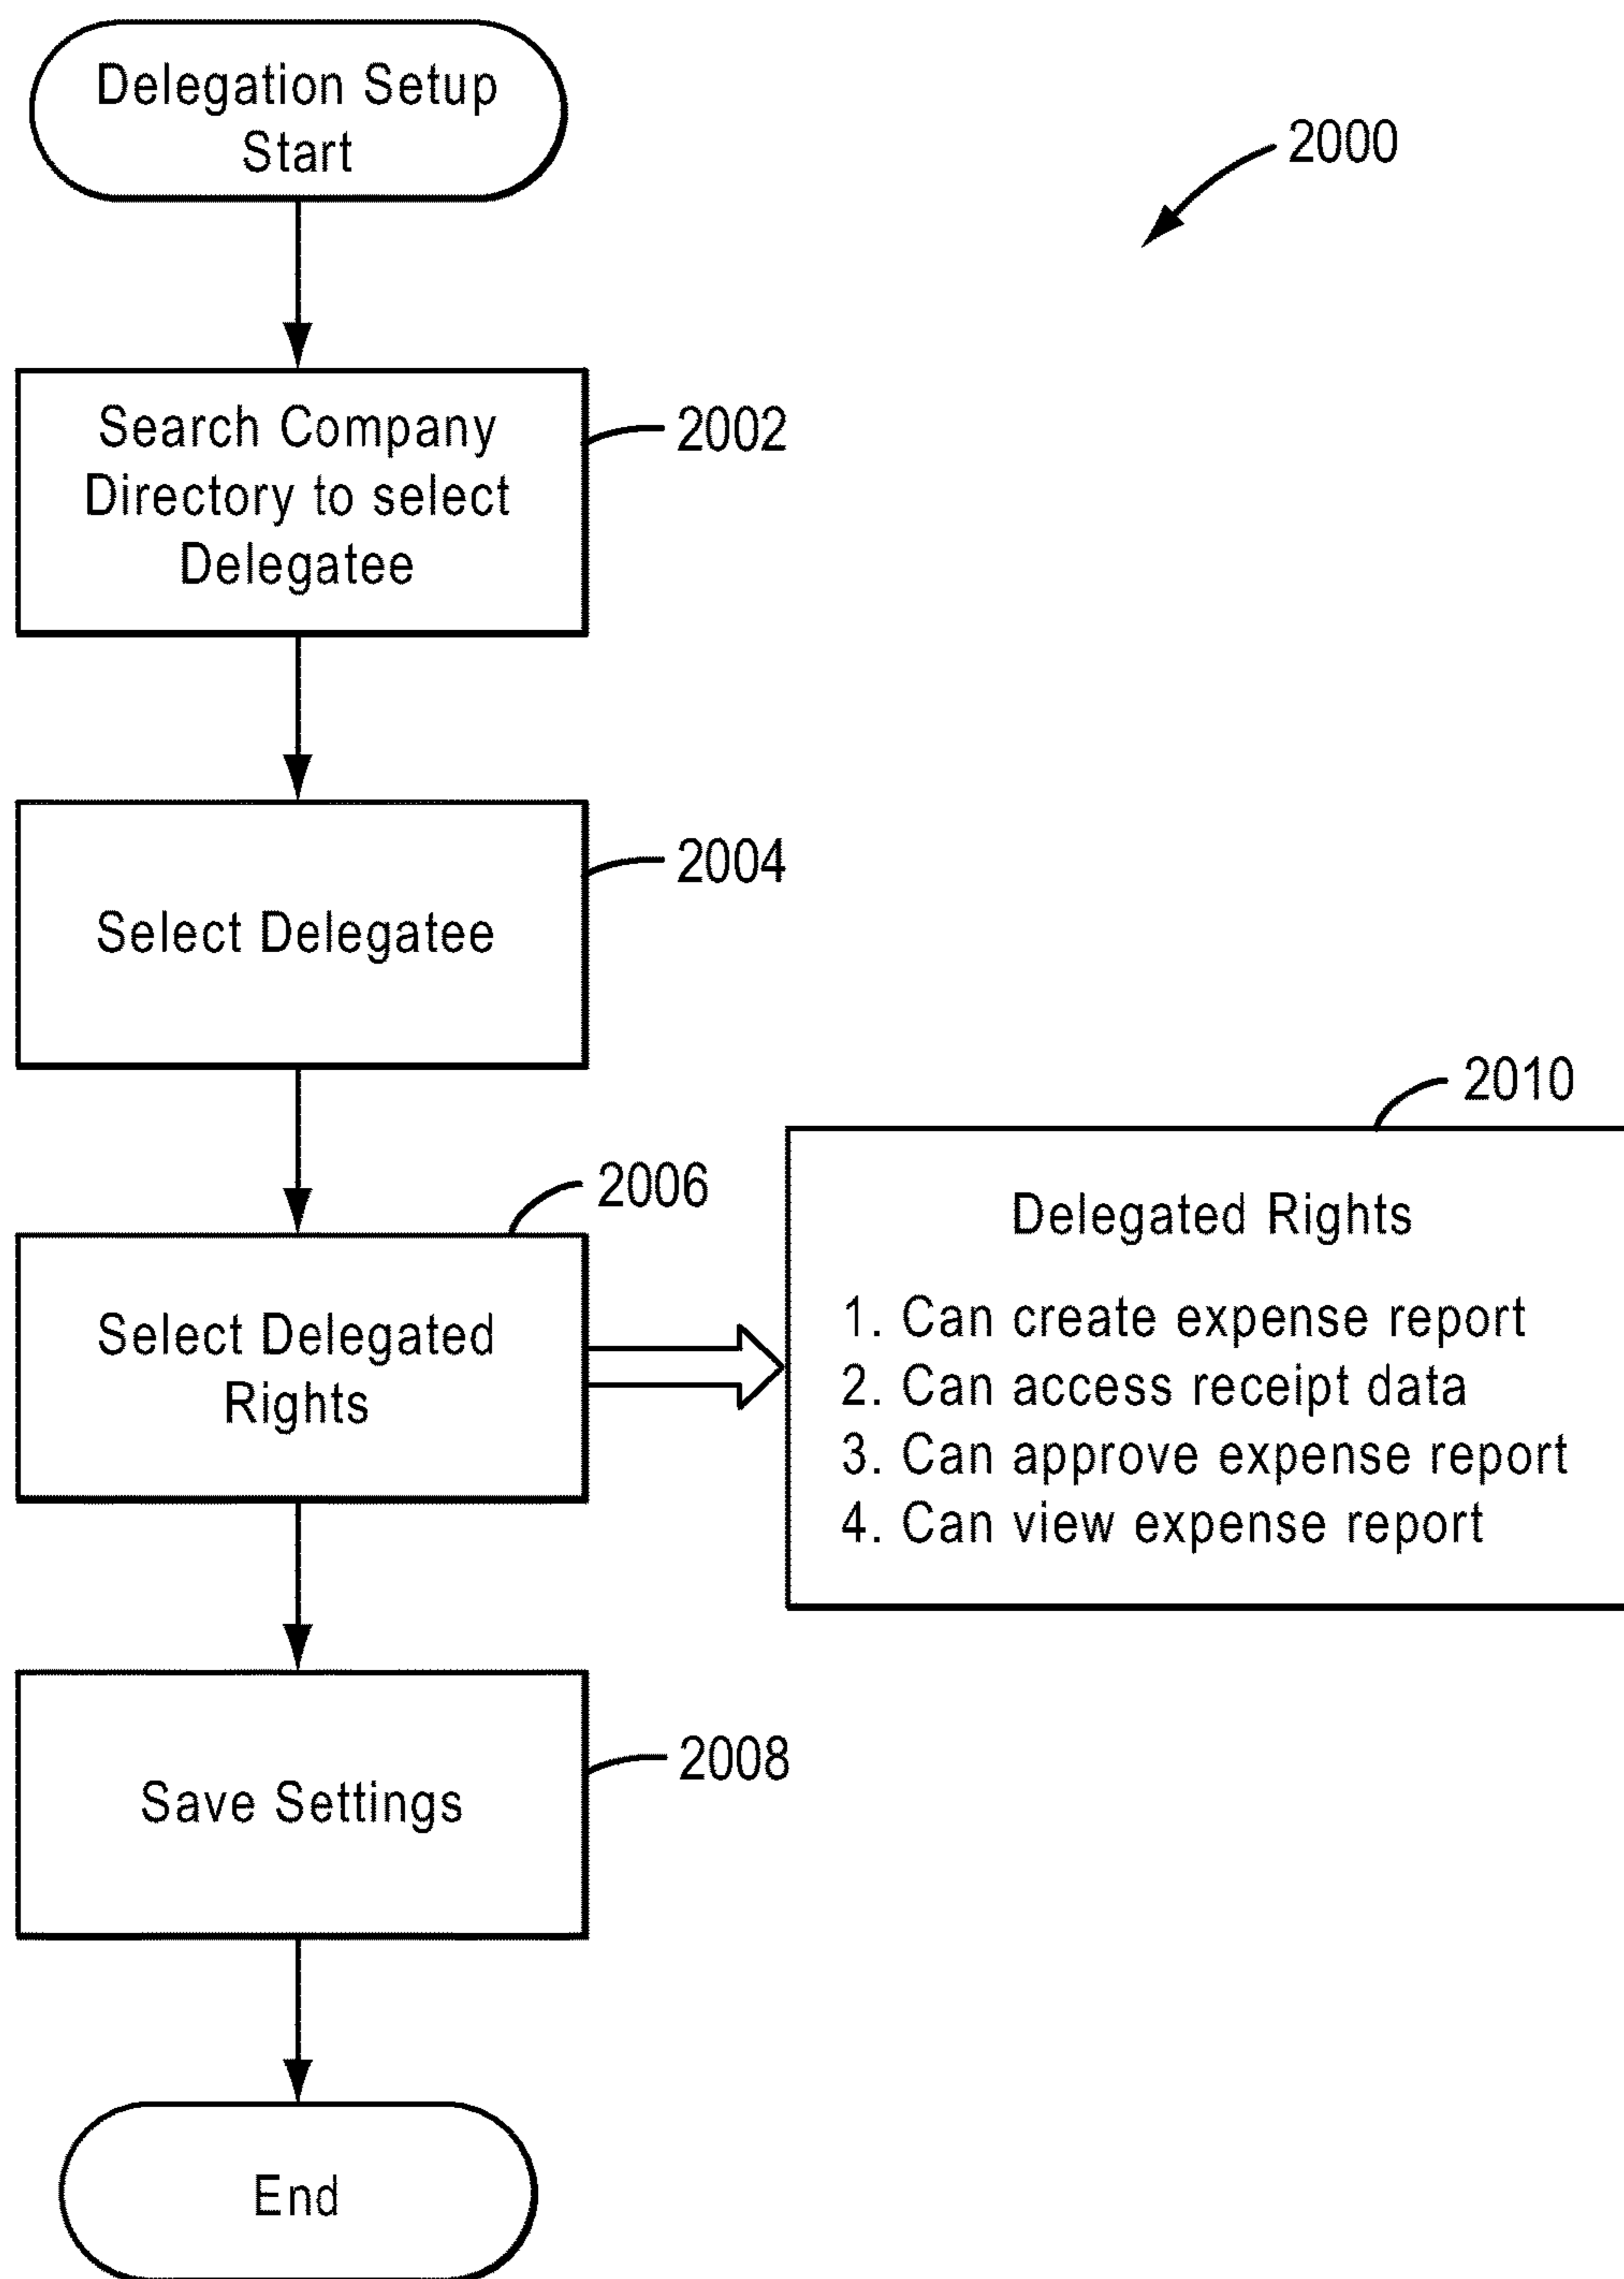 Delegation Setup
Start
2000
Search Company
Directory to select
Delegatee
2002
Select Delegatee
2004
Select Delegated
Rights
2006
2010
Delegated Rights
1. Can create expense report
2. Can access receipt data
3. Can approve expense report
4. Can view expense report
Save Settings
2008
End